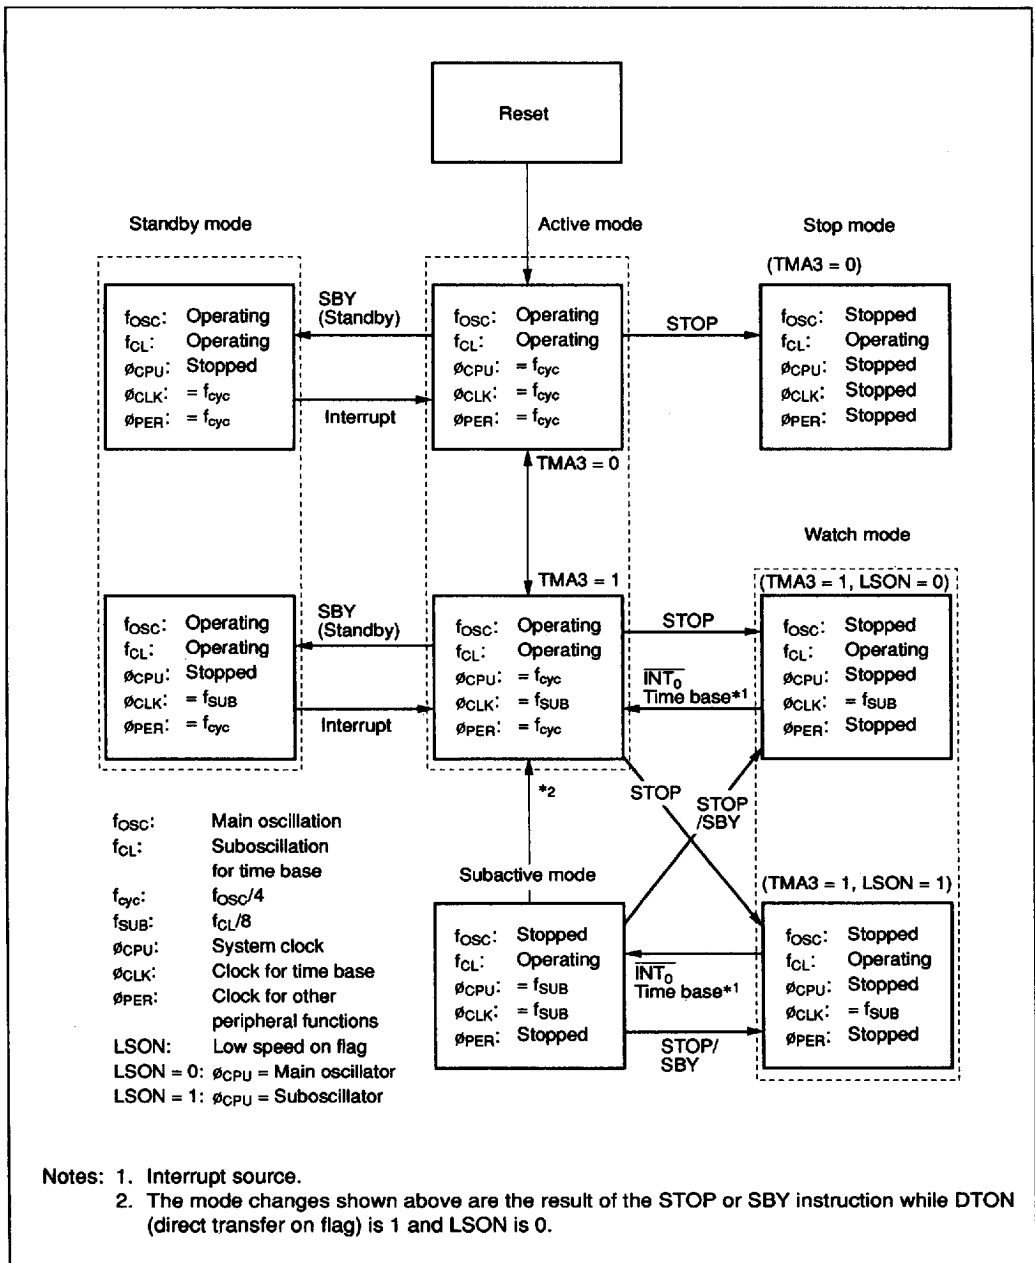 Reset
Standby mode
Active mode
Stop mode
(TMA3 = 0)
fOSC: Operating
fCL: Operating
øCPU: Stopped
øCLK: = fcyc
øPER: = fcyc
SBY
(Standby)
Interrupt
fOSC: Operating
fCL: Operating
øCPU: = fcyc
øCLK: = fcyc
øPER: = fcyc
STOP
fOSC: Stopped
fCL: Operating
øCPU: Stopped
øCLK: Stopped
øPER: Stopped
TMA3 = 0
Watch mode
TMA3 = 1
(TMA3 = 1, LSON = 0)
fOSC: Operating
fCL: Operating
øCPU: Stopped
øCLK: = fSUB
øPER: = fcyc
SBY
(Standby)
Interrupt
fOSC: Operating
fCL: Operating
øCPU: = fcyc
øCLK: = fSUB
øPER: = fcyc
STOP
INT0
Time base*1
fOSC: Stopped
fCL: Operating
øCPU: Stopped
øCLK: = fSUB
øPER: Stopped
*2
STOP
STOP
/SBY
fOSC: Main oscillation
fCL: Suboscillation
for time base
fcyc: fOSC/4
fSUB: fCL/8
øCPU: System clock
øCLK: Clock for time base
øPER: Clock for other
peripheral functions
LSON: Low speed on flag
LSON = 0: øCPU = Main oscillator
LSON = 1: øCPU = Suboscillator
Subactive mode
(TMA3 = 1, LSON = 1)
fOSC: Stopped
fCL: Operating
øCPU: = fSUB
øCLK: = fSUB
øPER: Stopped
INT0
Time base*1
STOP/
SBY
fOSC: Stopped
fCL: Operating
øCPU: Stopped
øCLK: = fSUB
øPER: Stopped
Notes: 1. Interrupt source.
2. The mode changes shown above are the result of the STOP or SBY instruction while DTON
(direct transfer on flag) is 1 and LSON is 0.